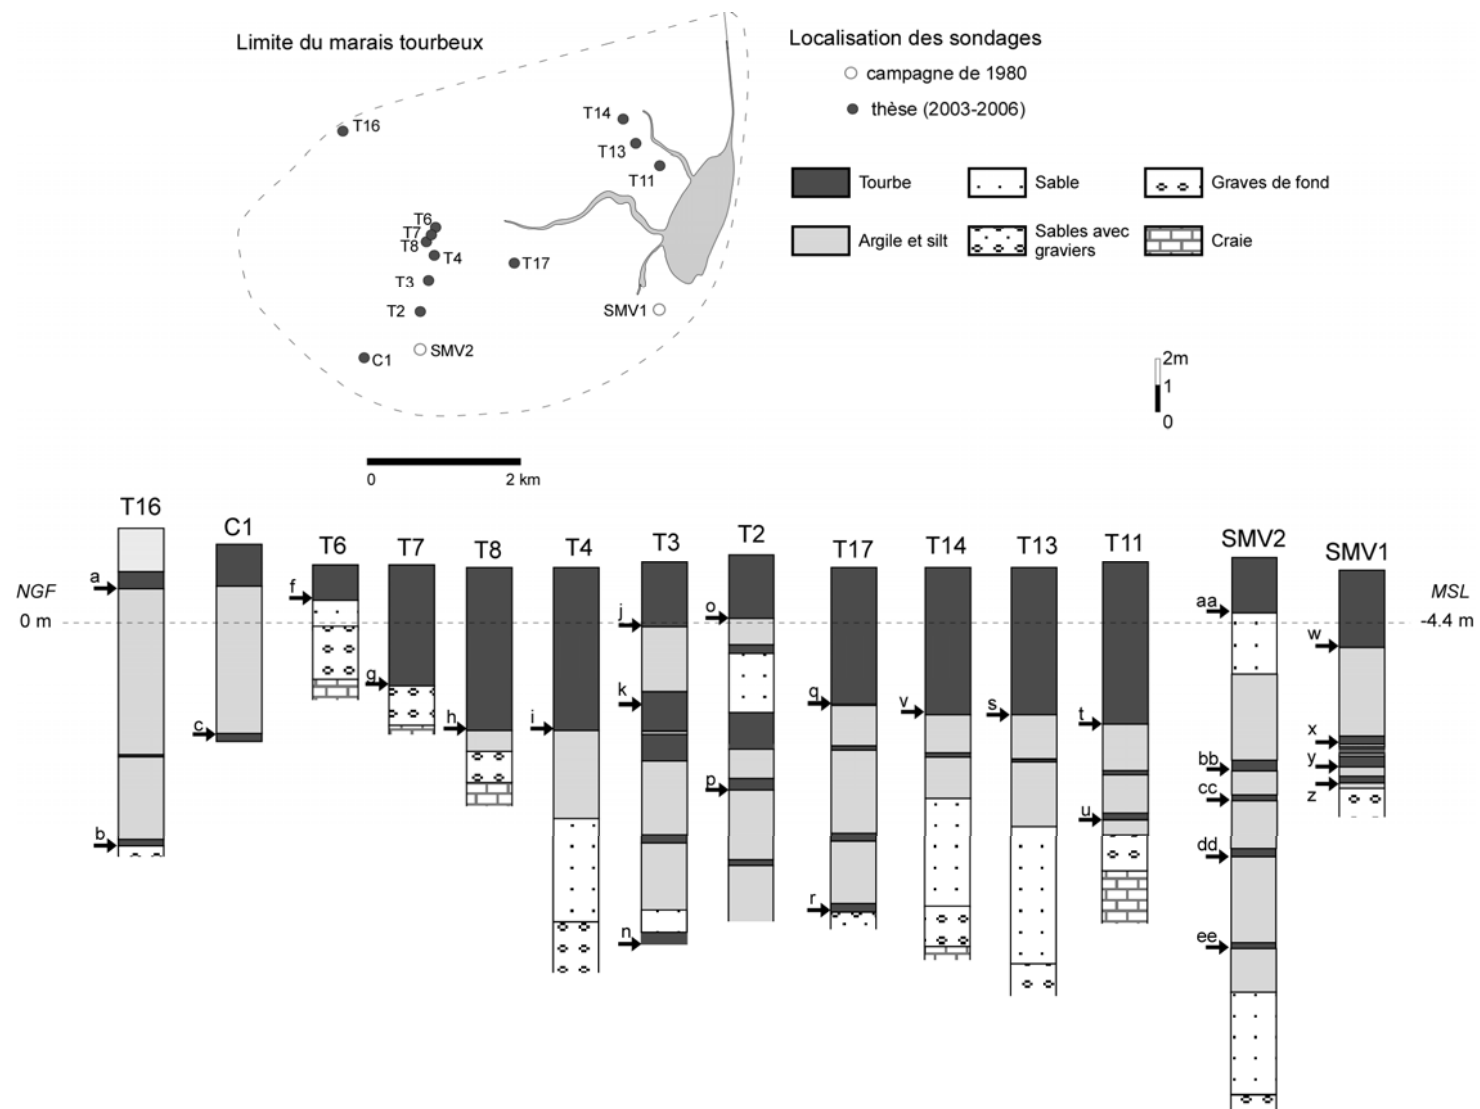 Limite du marais tourbeux
Localisation des sondages
campagne de 1980
thèse (2003-2006)
T14
T16
T13
T11
Tourbe
Sable
Graves de fond
T6
T7
T8
T4
T17
Argile et silt
Sables avec
graviers
Craie
T3
T2
SMV1
SMV2
C1
2m
1
0
0
2 km
T16
C1
T6
T7
T8
T4
T3
T2
T17
T14
T13
T11
SMV2
SMV1
NGF
0 m
MSL
-4.4 m
a
b
c
f
g
h
i
j
k
n
o
p
q
r
v
s
t
u
aa
bb
cc
dd
ee
w
x
y
z